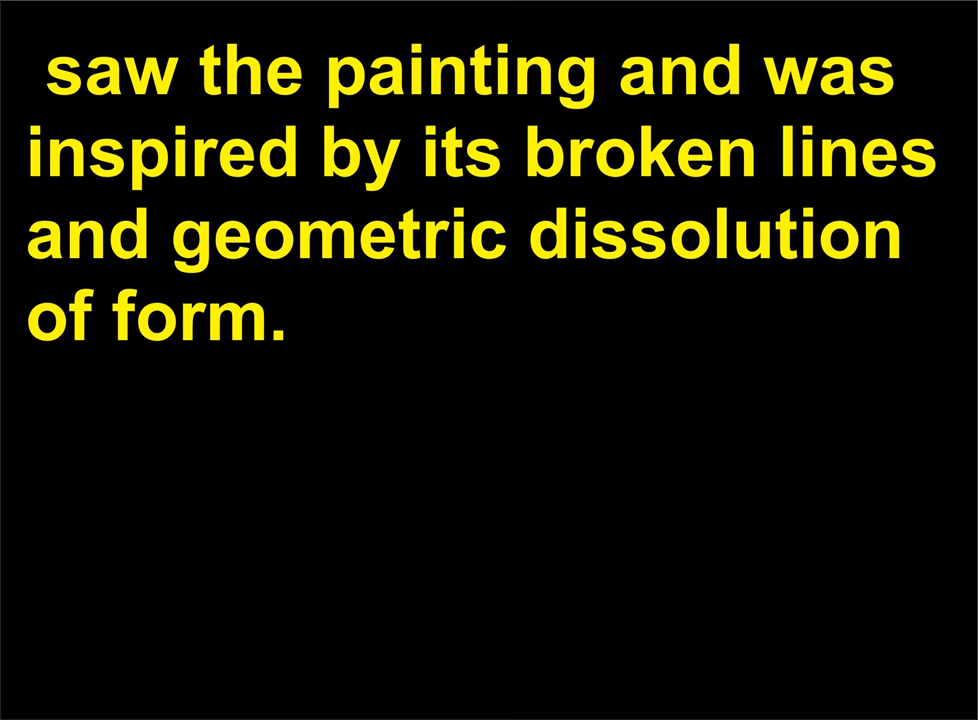 saw the painting and was
inspired by its broken lines
and geometric dissolution
of form.